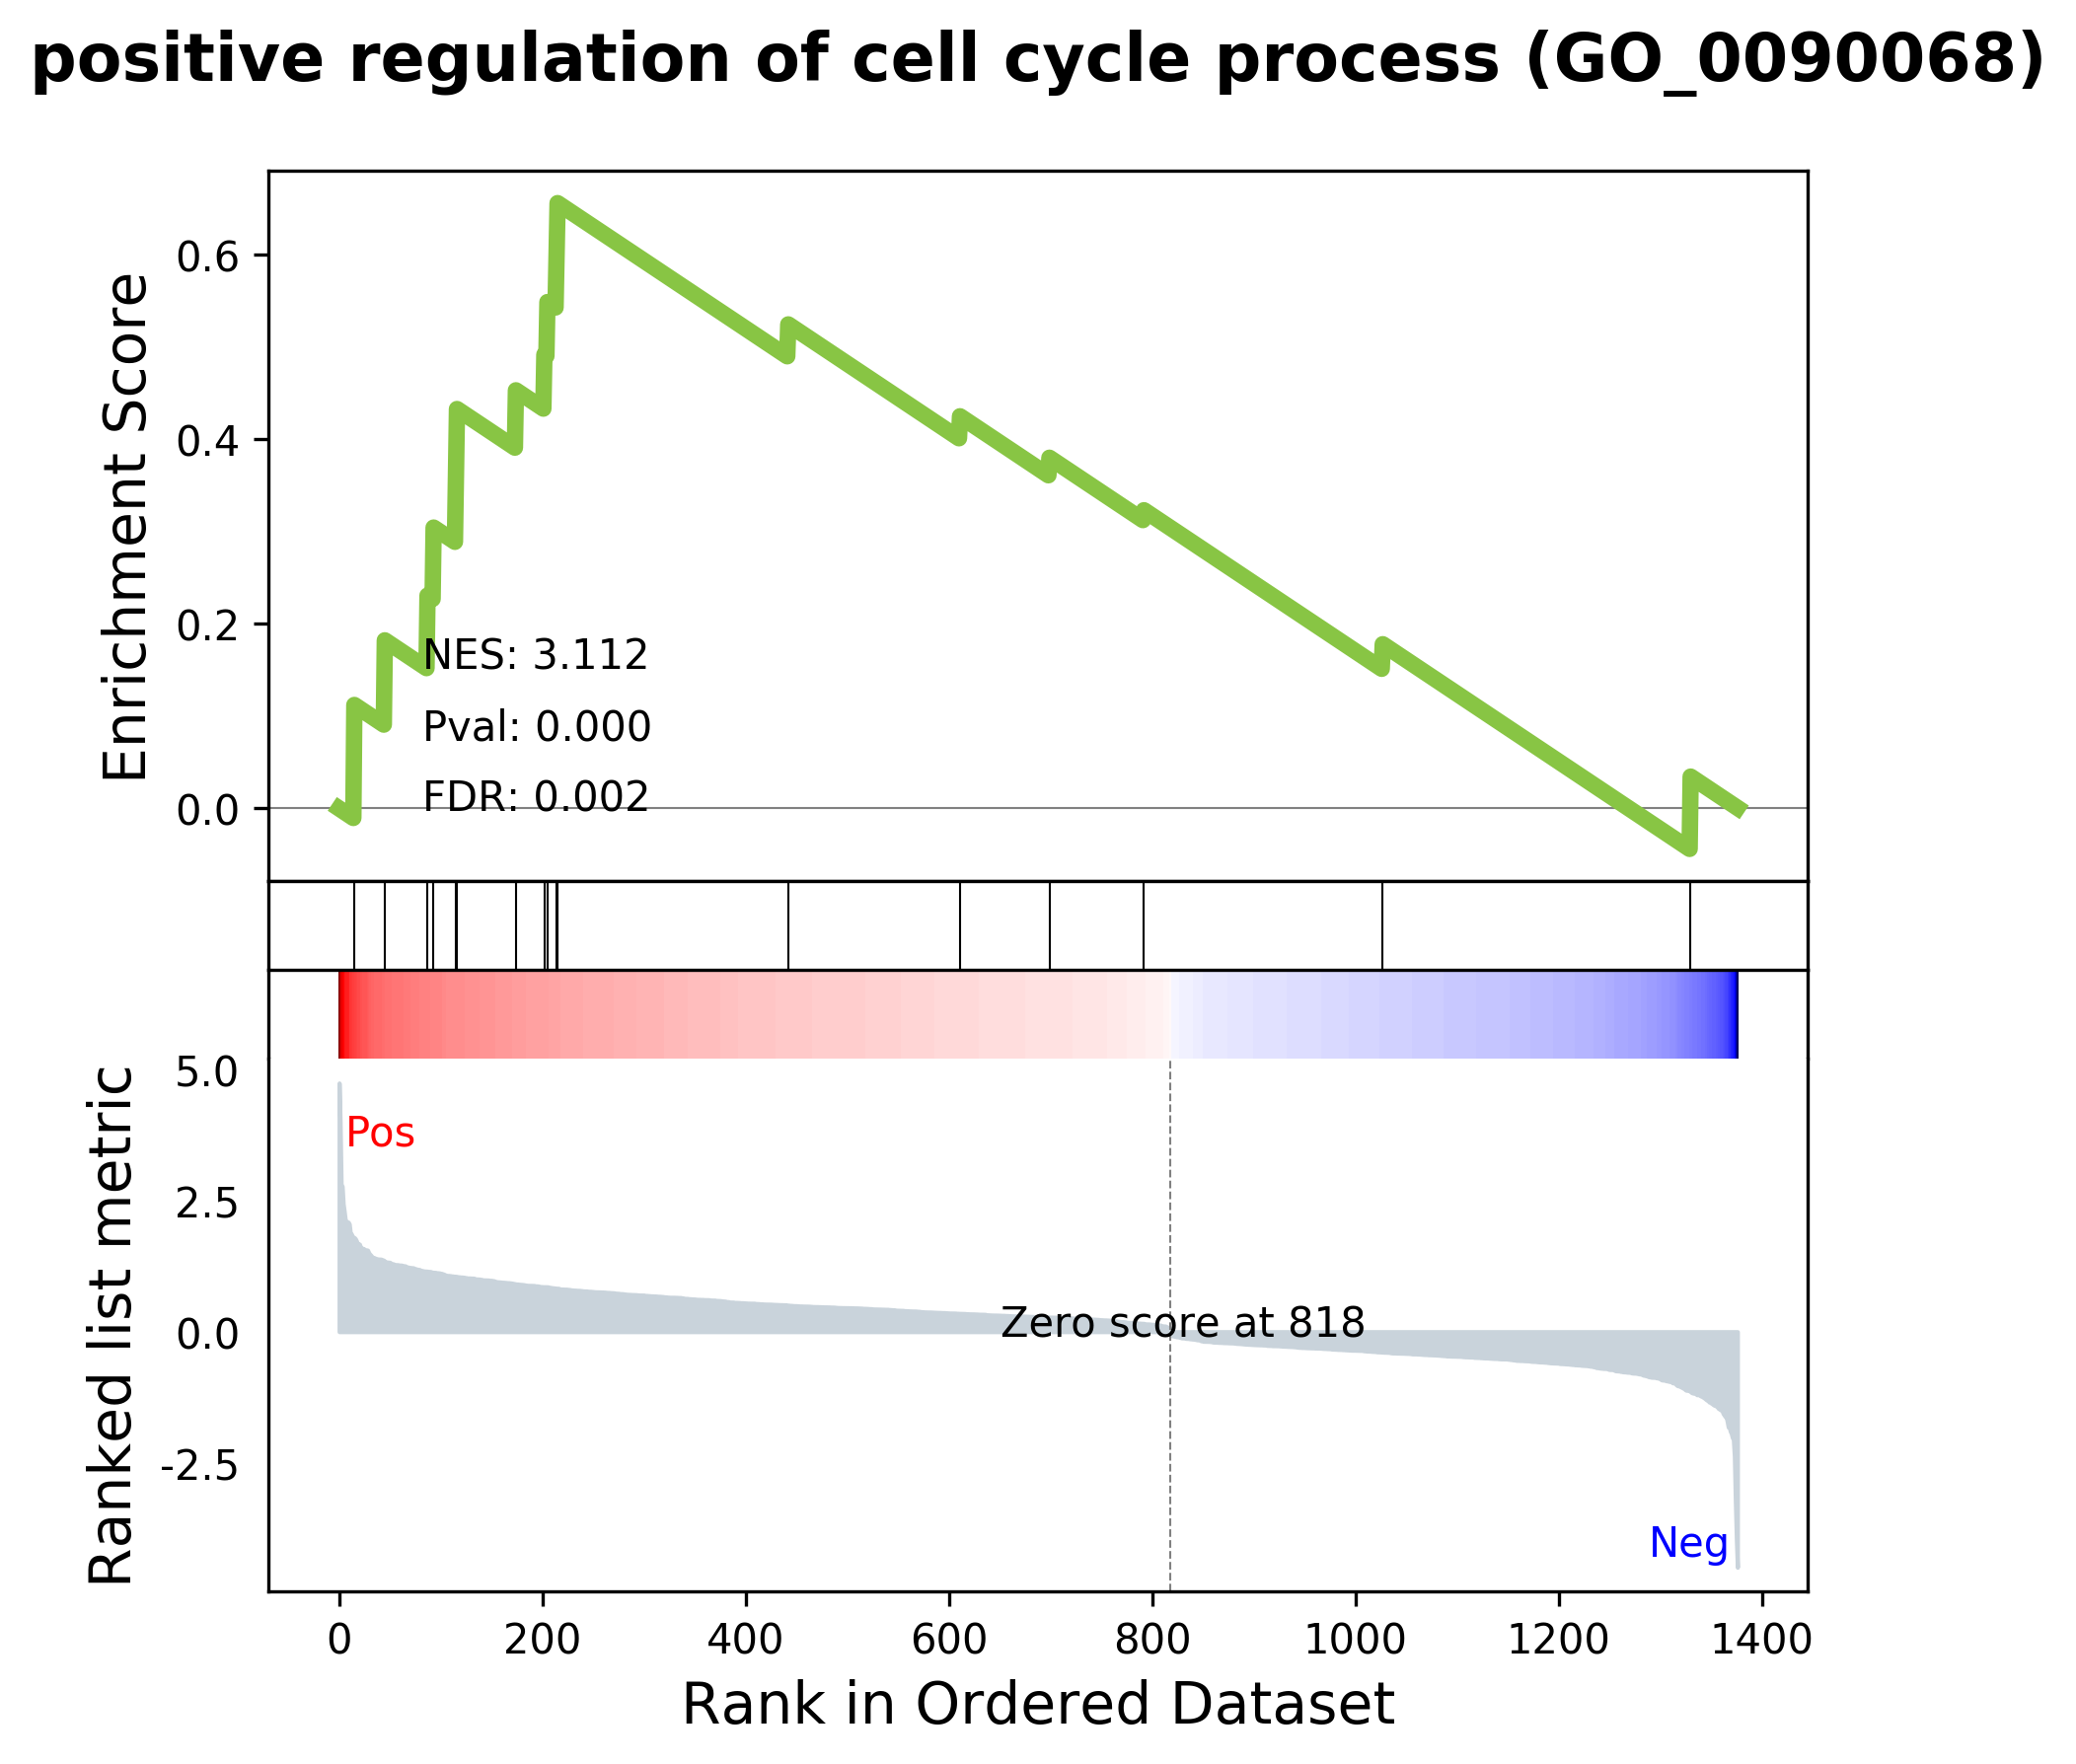 positive regulation of cell cycle process (GO_0090068)
Enrichment Score
0.6
0.4
0.2
0.0
NES: 3.112
Pval: 0.000
FDR: 0.002
Ranked list metric
5.0
2.5
0.0
-2.5
Pos
Zero score at 818
Neg
0 200 400 600 800 1000 1200 1400
Rank in Ordered Dataset